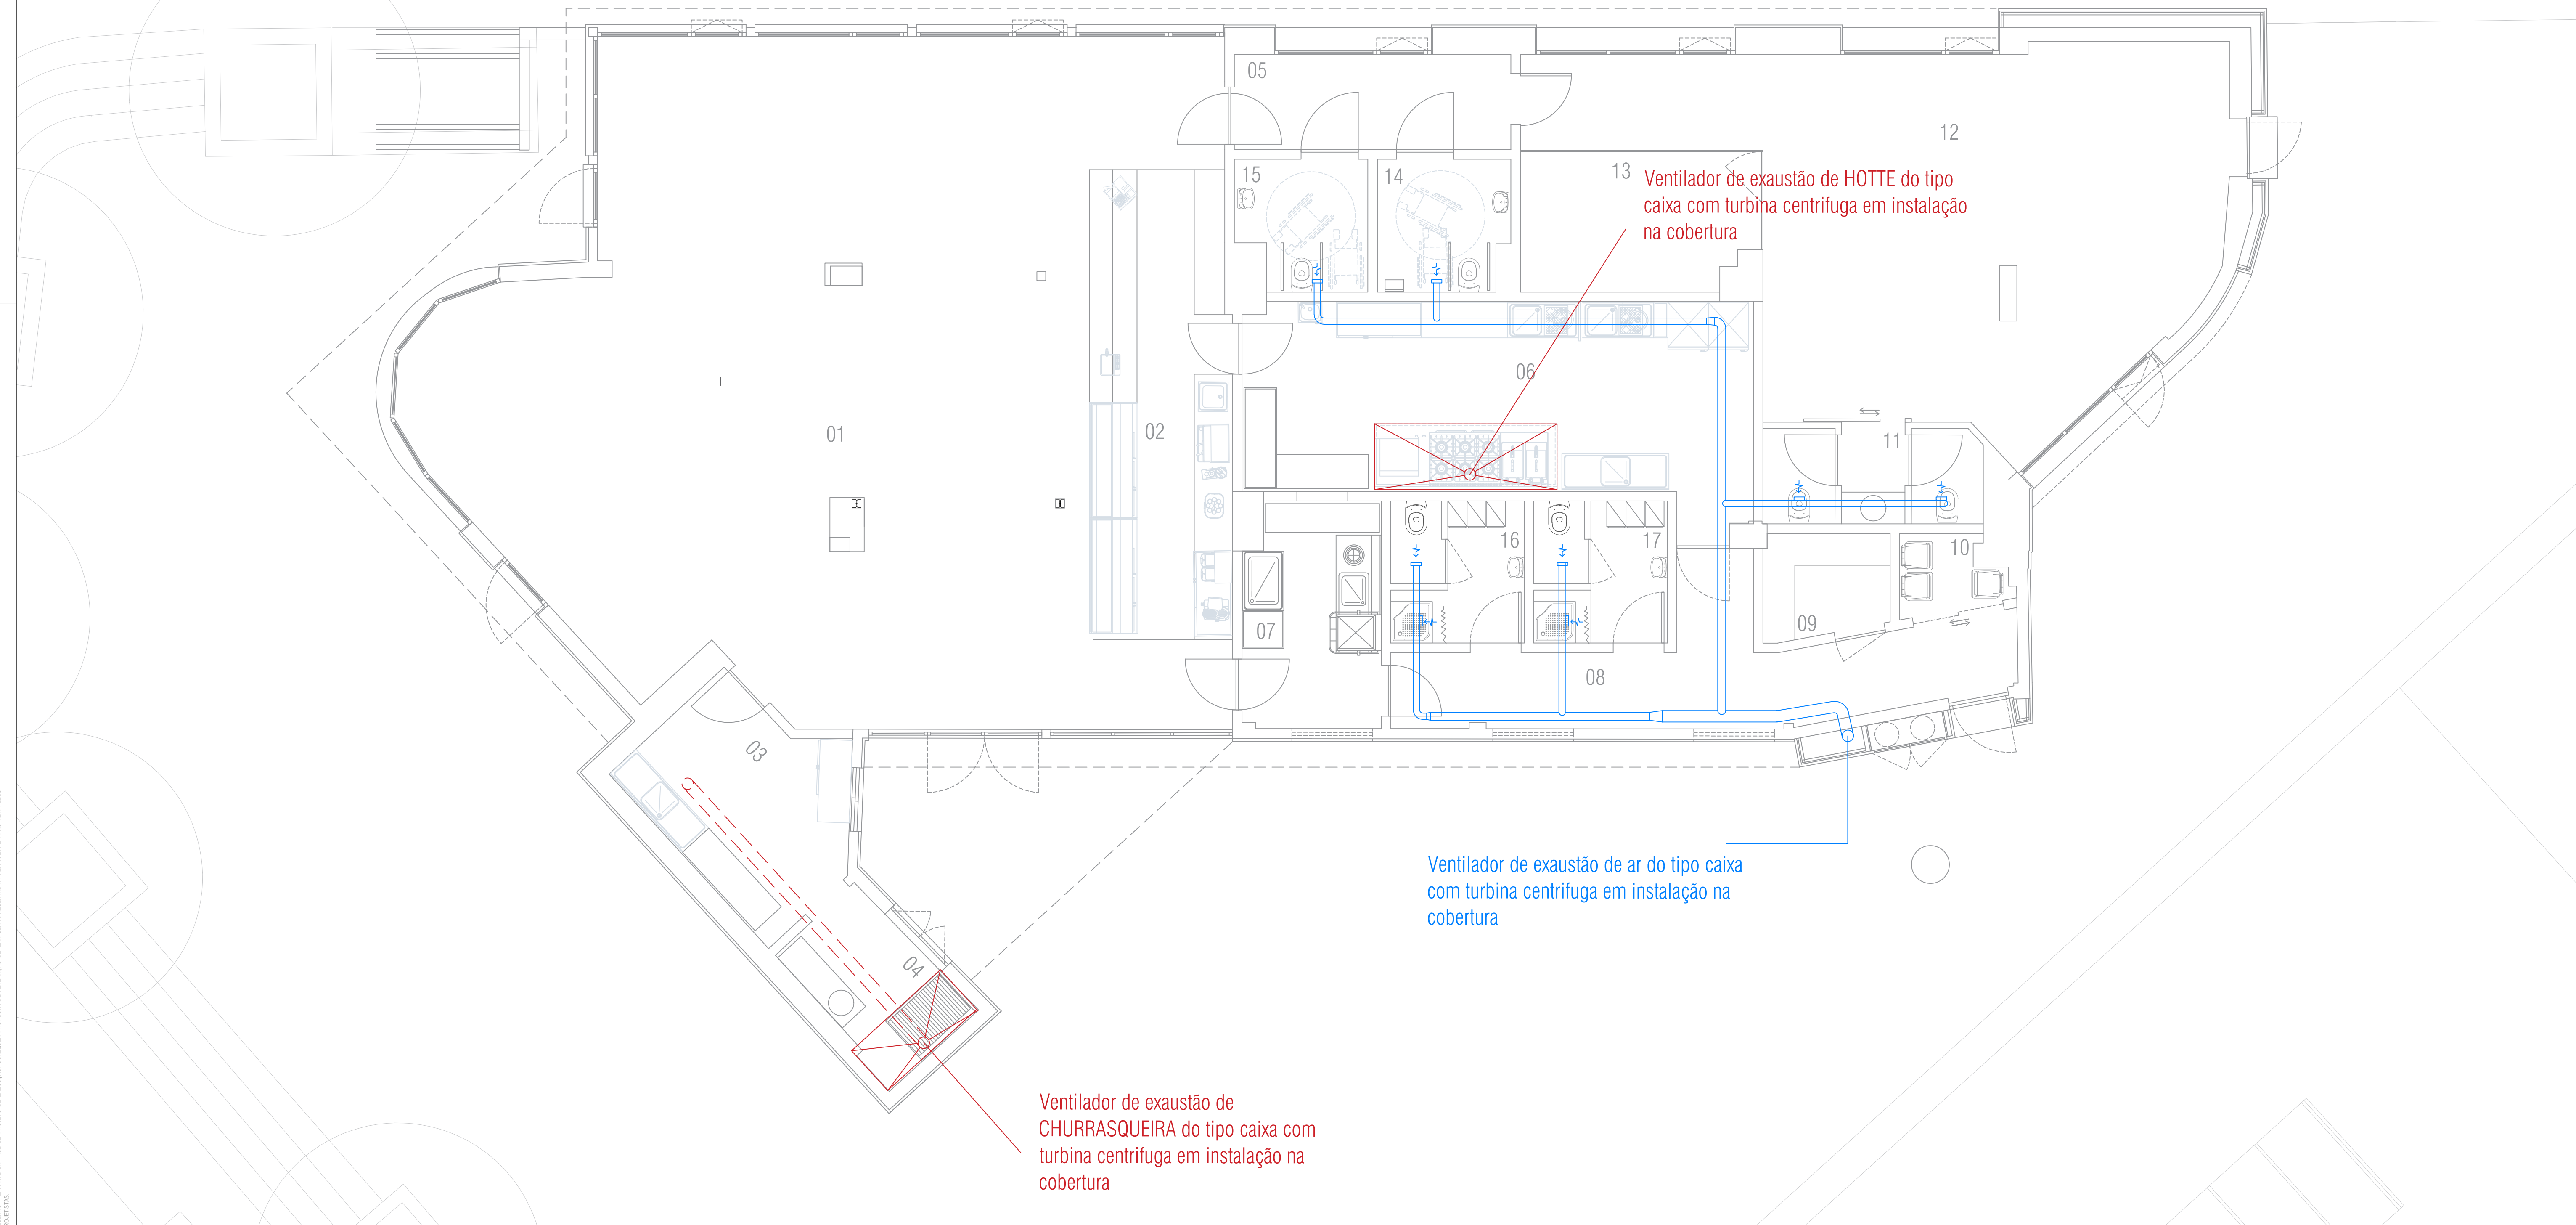 05
12
15
14
13
Ventilador de exaustão de HOTTE do tipo
caixa com turbina centrifuga em instalação
na cobertura
06
01
02
11
16
17
10
07
09
08
03
Ventilador de exaustão de ar do tipo caixa
com turbina centrifuga em instalação na
cobertura
04
Ventilador de exaustão de
CHURRASQUEIRA do tipo caixa com
turbina centrifuga em instalação na
cobertura